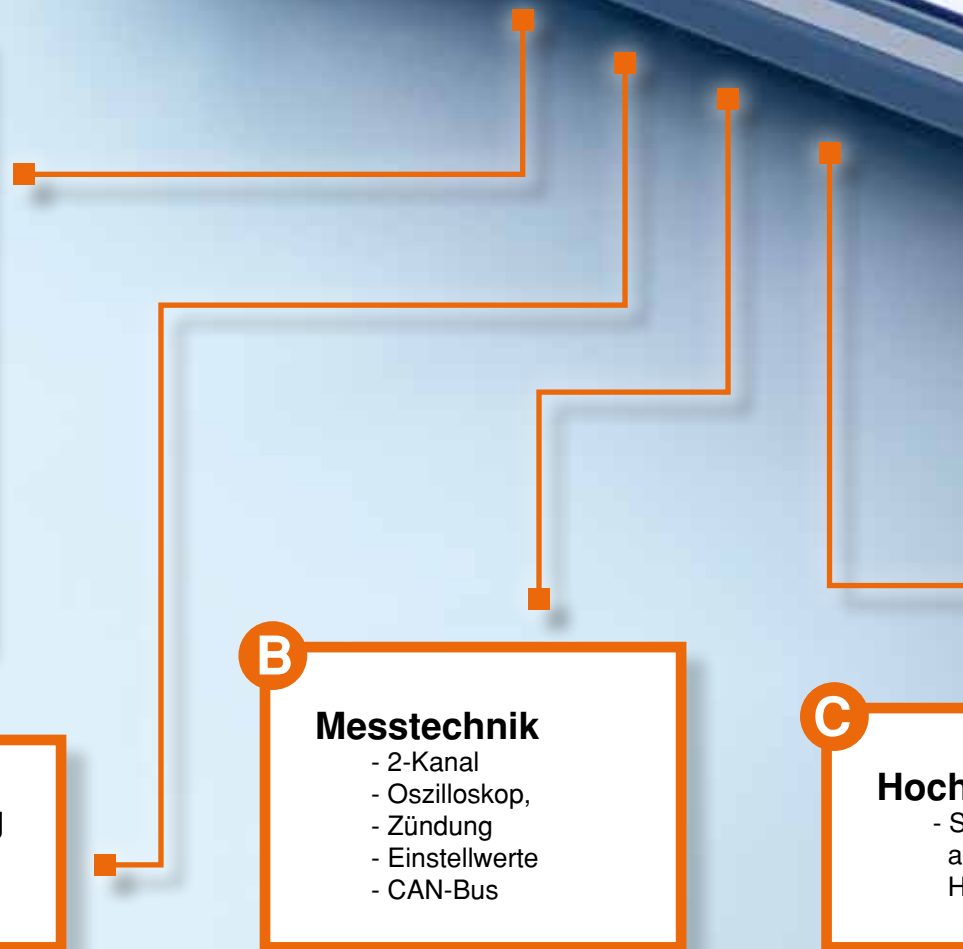 B
Messtechnik
- 2-Kanal
- Oszilloskop,
- Zündung
- Einstellwerte
- CAN-Bus
C